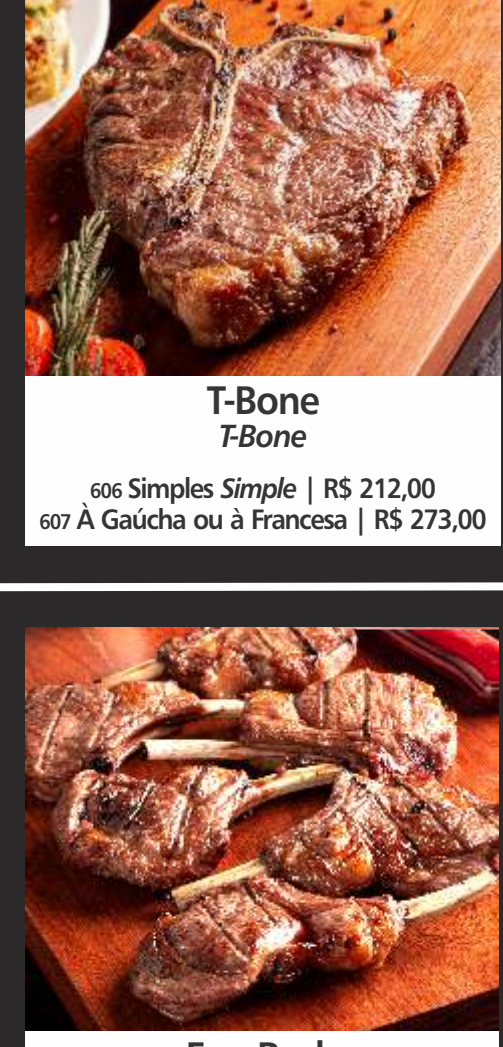 T-Bone
T-Bone
606 Simples Simple | R$ 212,00
607 À Gaúcha ou à Francesa | R$ 273,00